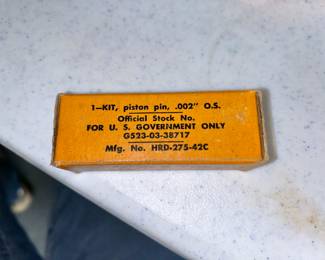 1—KIT, piston pin, .002" O.S.
Official Stock No.
FOR U. S. GOVERNMENT ONLY
G523-03-38717
Mfg. No. HRD-275-42C